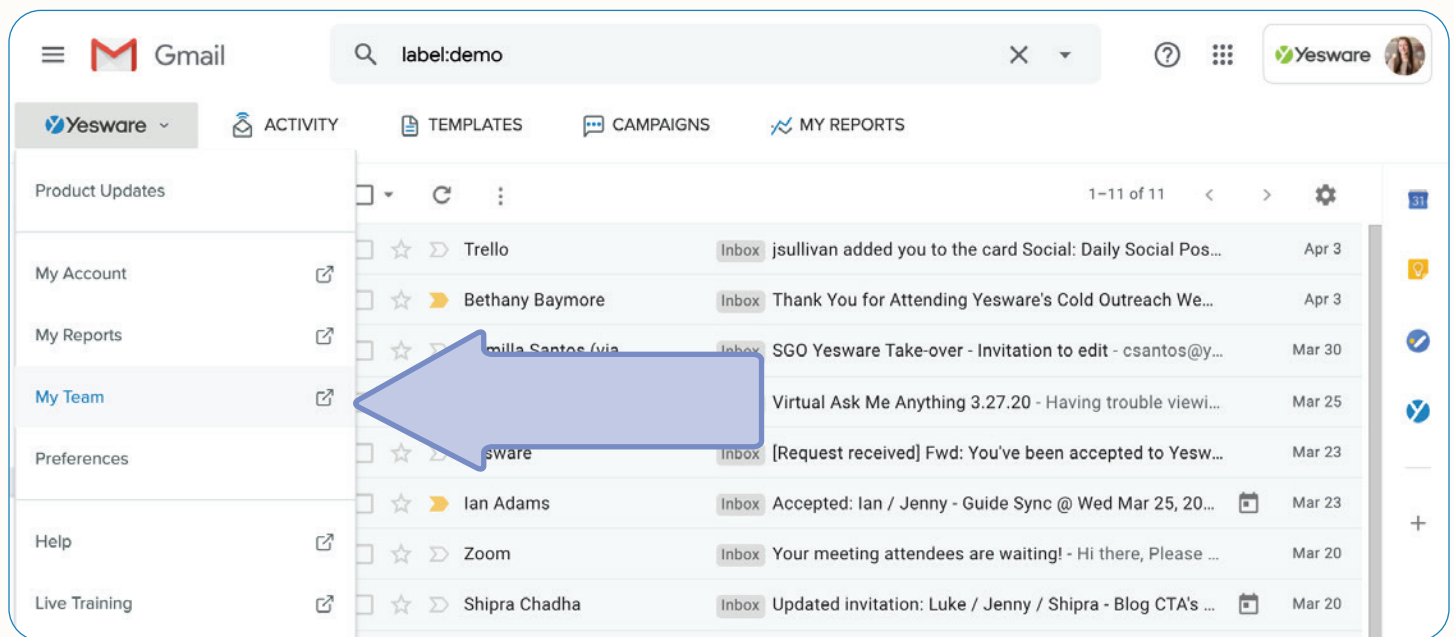 Gmail
label:demo
Yesware
Yesware
ACTIVITY
TEMPLATES
CAMPAIGNS
MY REPORTS
Product Updates
My Account
My Reports
My Team
Preferences
Help
Live Training
1–11 of 11
31
Trello Inbox jsullivan added you to the card Social: Daily Social Pos... Apr 3
Bethany Baymore Inbox Thank You for Attending Yesware's Cold Outreach We... Apr 3
Santos (via Inbox SGO Yesware Take-over - Invitation to edit - csantos@y... Mar 30
Virtual Ask Me Anything 3.27.20 - Having trouble viewi... Mar 25
Inbox [Request received] Fwd: You've been accepted to Yesw... Mar 23
Ian Adams Inbox Accepted: Ian / Jenny - Guide Sync @ Wed Mar 25, 20... Mar 23
Zoom Inbox Your meeting attendees are waiting! - Hi there, Please ... Mar 20
Shipra Chadha Inbox Updated invitation: Luke / Jenny / Shipra - Blog CTA's ... Mar 20